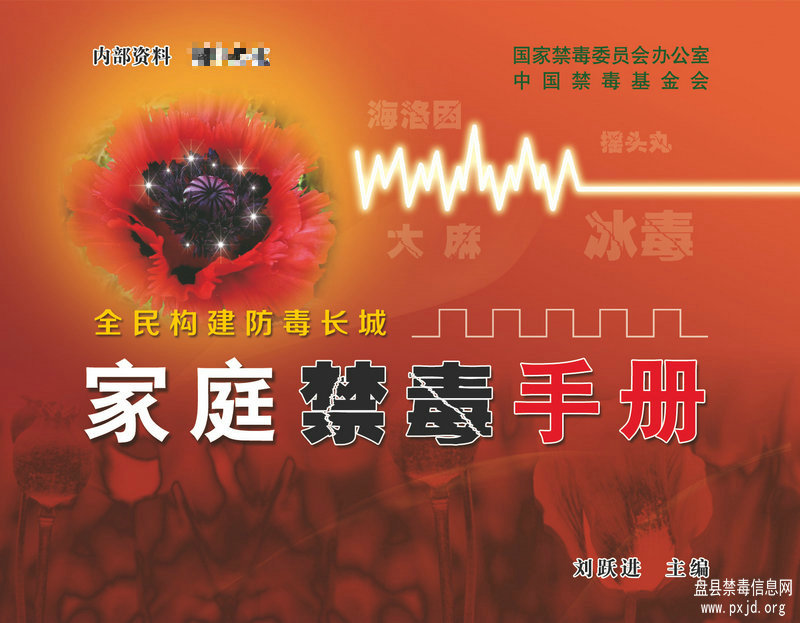 内部资料
国家禁毒委员会办公室
中国禁毒基金会
海洛因
摇头丸
大麻
冰毒
全民构建防毒长城
家庭禁毒手册
刘跃进 主编
盘县禁毒信息网
www.pxjd.org